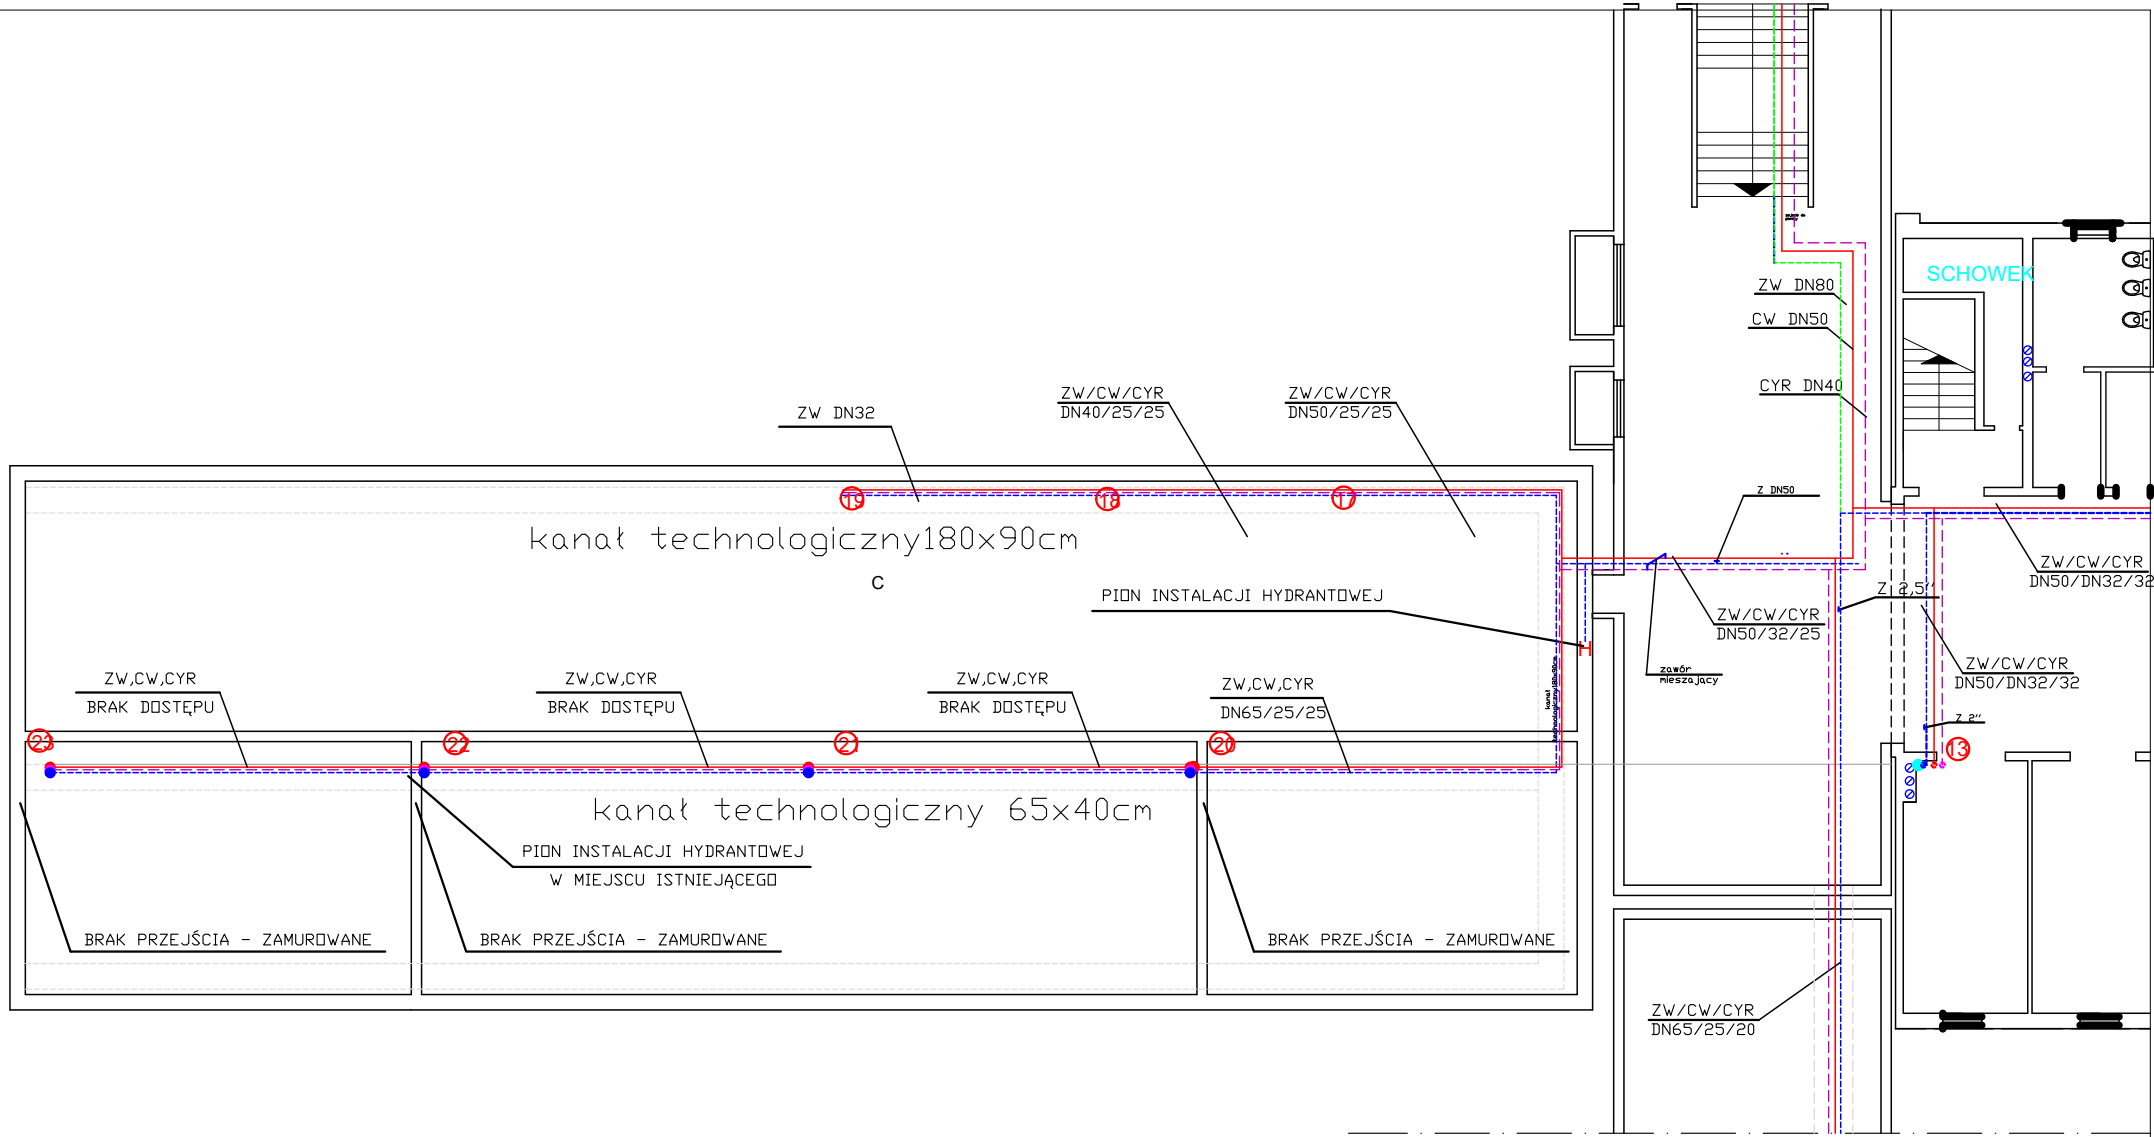 zejście do
piwnicy
SCHOWEK
ZW DN80
CW DN50
CYR DN40
ZW DN32
ZW/CW/CYR
DN40/25/25
ZW/CW/CYR
DN50/25/25
Z DN50
19
18
17
kanał technologiczny180x90cm
C
PION INSTALACJI HYDRANTOWEJ
Z 2,5''
ZW/CW/CYR
DN50/DN32/32
ZW/CW/CYR
DN50/32/25
zawór
mieszający
ZW/CW/CYR
DN50/DN32/32
Z 2''
13
kanał
technologiczny180x90cm
ZW,CW,CYR
BRAK DOSTĘPU
ZW,CW,CYR
BRAK DOSTĘPU
ZW,CW,CYR
BRAK DOSTĘPU
ZW,CW,CYR
DN65/25/25
23
22
21
20
kanał technologiczny 65x40cm
PION INSTALACJI HYDRANTOWEJ
W MIEJSCU ISTNIEJĄCEGO
BRAK PRZEJŚCIA - ZAMUROWANE
BRAK PRZEJŚCIA - ZAMUROWANE
BRAK PRZEJŚCIA - ZAMUROWANE
ZW/CW/CYR
DN65/25/20